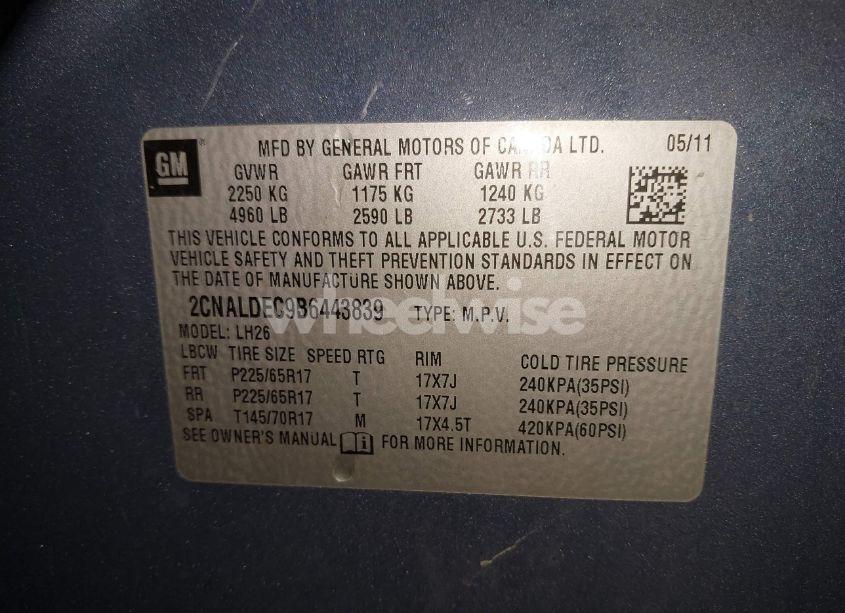 GM
MFD BY GENERAL MOTORS OF CANADA LTD. 05/11
GVWR GAWR FRT GAWR RR
2250 KG 1175 KG 1240 KG
4960 LB 2590 LB 2733 LB
THIS VEHICLE CONFORMS TO ALL APPLICABLE U.S. FEDERAL MOTOR
VEHICLE SAFETY AND THEFT PREVENTION STANDARDS IN EFFECT ON
THE DATE OF MANUFACTURE SHOWN ABOVE.
2CNALDEC9B6443839 TYPE: M.P.V.
wheelwise
MODEL: LH26
LBCW TIRE SIZE SPEED RTG RIM COLD TIRE PRESSURE
FRT P225/65R17 T 17X7J 240KPA(35PSI)
RR P225/65R17 T 17X7J 240KPA(35PSI)
SPA T145/70R17 M 17X4.5T 420KPA(60PSI)
SEE OWNER'S MANUAL FOR MORE INFORMATION.